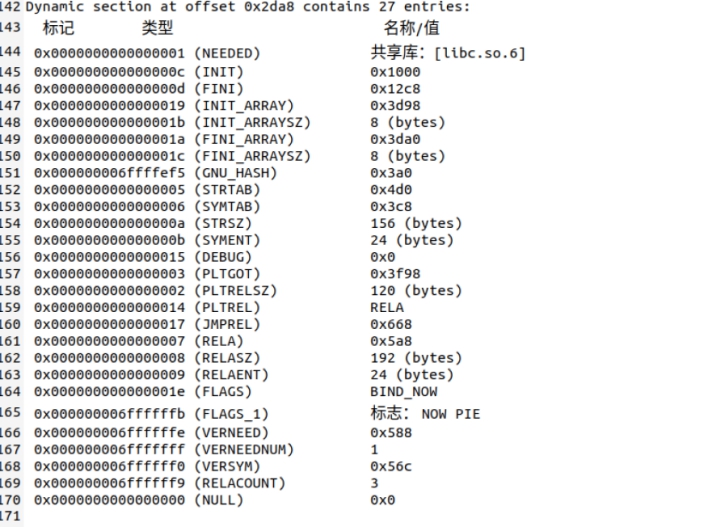 142 Dynamic section at offset 0x2da8 contains 27 entries:
143 标记 类型 名称/值
144 0x0000000000000001 (NEEDED) 共享库：[libc.so.6]
145 0x000000000000000c (INIT) 0x1000
146 0x000000000000000d (FINI) 0x12c8
147 0x0000000000000019 (INIT_ARRAY) 0x3d98
148 0x000000000000001b (INIT_ARRAYSZ) 8 (bytes)
149 0x000000000000001a (FINI_ARRAY) 0x3da0
150 0x000000000000001c (FINI_ARRAYSZ) 8 (bytes)
151 0x000000006ffffef5 (GNU_HASH) 0x3a0
152 0x0000000000000005 (STRTAB) 0x4d0
153 0x0000000000000006 (SYMTAB) 0x3c8
154 0x000000000000000a (STRSZ) 156 (bytes)
155 0x000000000000000b (SYMENT) 24 (bytes)
156 0x0000000000000015 (DEBUG) 0x0
157 0x0000000000000003 (PLTGOT) 0x3f98
158 0x0000000000000002 (PLTRELSZ) 120 (bytes)
159 0x0000000000000014 (PLTREL) RELA
160 0x0000000000000017 (JMPREL) 0x668
161 0x0000000000000007 (RELA) 0x5a8
162 0x0000000000000008 (RELASZ) 192 (bytes)
163 0x0000000000000009 (RELAENT) 24 (bytes)
164 0x000000000000001e (FLAGS) BIND_NOW
165 0x000000006ffffffb (FLAGS_1) 标志： NOW PIE
166 0x000000006ffffffe (VERNEED) 0x588
167 0x000000006fffffff (VERNEEDNUM) 1
168 0x000000006ffffff0 (VERSYM) 0x56c
169 0x000000006ffffff9 (RELACOUNT) 3
170 0x0000000000000000 (NULL) 0x0
171